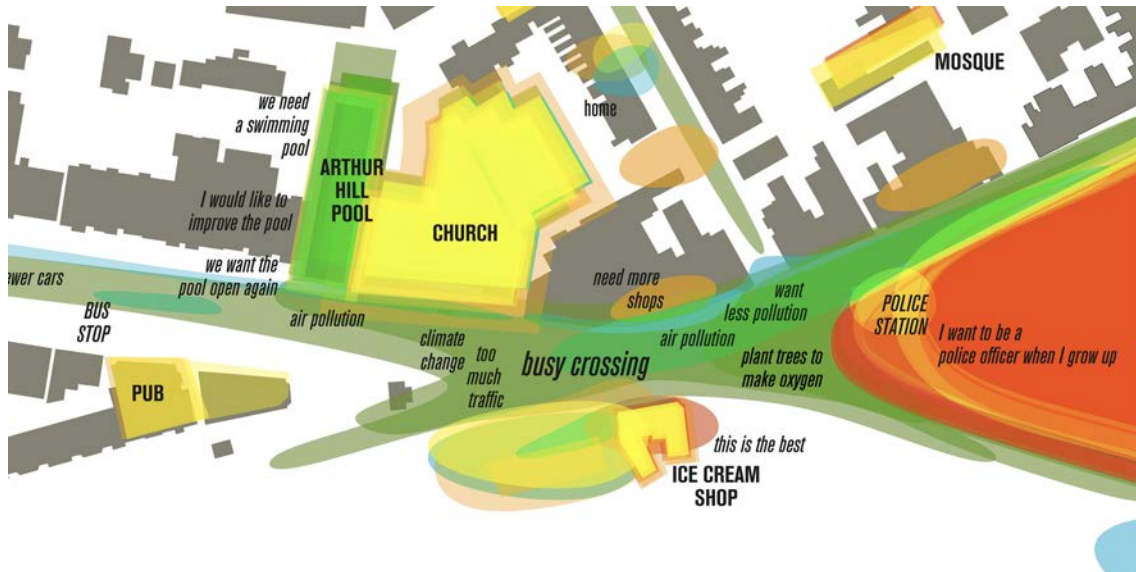 MOSQUE
we need
a swimming
pool
home
ARTHUR
HILL
POOL
I would like to
improve the pool
CHURCH
we want the
pool open again
ewer cars
need more
shops
want
less pollution
BUS
STOP
air pollution
POLICE
STATION
climate
change
too
much
traffic
busy crossing
air pollution
I want to be a
police officer when I grow up
plant trees to
make oxygen
PUB
this is the best
ICE CREAM
SHOP